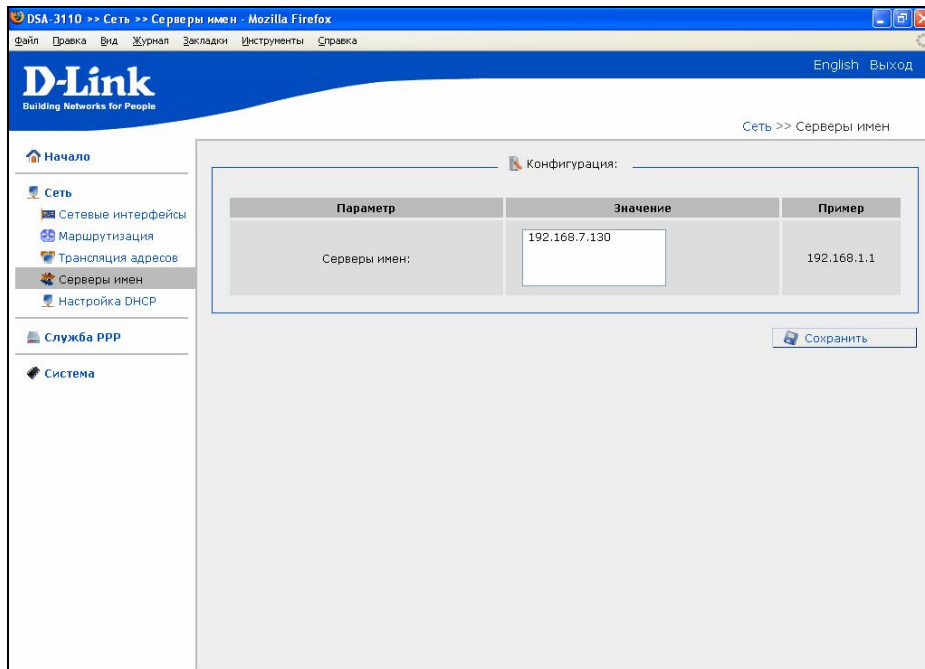 DSA-3110 >> Сеть >> Серверы имен - Mozilla Firefox
Файл Правка Вид Журнал Закладки Инструменты Справка
English Выход
D-Link
Building Networks for People
Сеть >> Серверы имен
Начало
Сеть
Сетевые интерфейсы
Маршрутизация
Трансляция адресов
Серверы имен
Настройка DHCP
Служба PPP
Система
Конфигурация:
Параметр Значение Пример
Серверы имен: 192.168.7.130 192.168.1.1
Сохранить